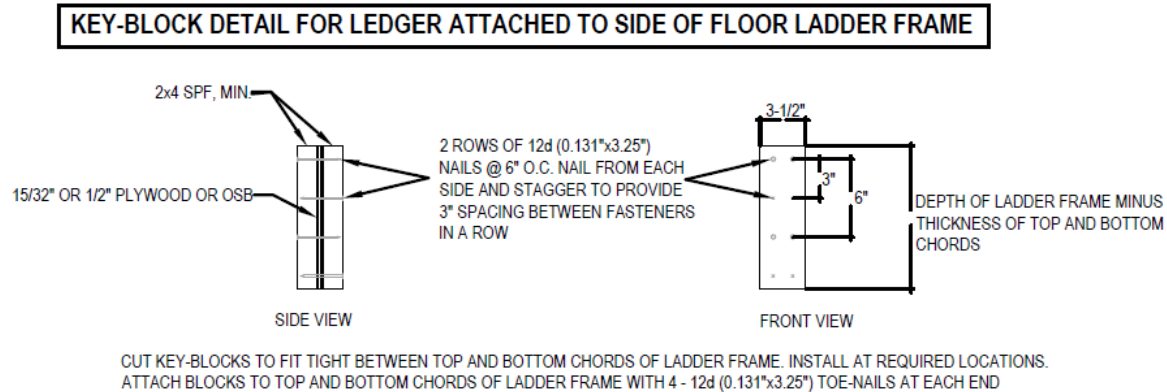 KEY-BLOCK DETAIL FOR LEDGER ATTACHED TO SIDE OF FLOOR LADDER FRAME
2x4 SPF, MIN.
15/32" OR 1/2" PLYWOOD OR OSB
SIDE VIEW
2 ROWS OF 12d (0.131"x3.25")
NAILS @ 6" O.C. NAIL FROM EACH
SIDE AND STAGGER TO PROVIDE
3" SPACING BETWEEN FASTENERS
IN A ROW
3-1/2"
3"
6"
DEPTH OF LADDER FRAME MINUS
THICKNESS OF TOP AND BOTTOM
CHORDS
FRONT VIEW
CUT KEY-BLOCKS TO FIT TIGHT BETWEEN TOP AND BOTTOM CHORDS OF LADDER FRAME. INSTALL AT REQUIRED LOCATIONS.
ATTACH BLOCKS TO TOP AND BOTTOM CHORDS OF LADDER FRAME WITH 4 - 12d (0.131"x3.25") TOE-NAILS AT EACH END